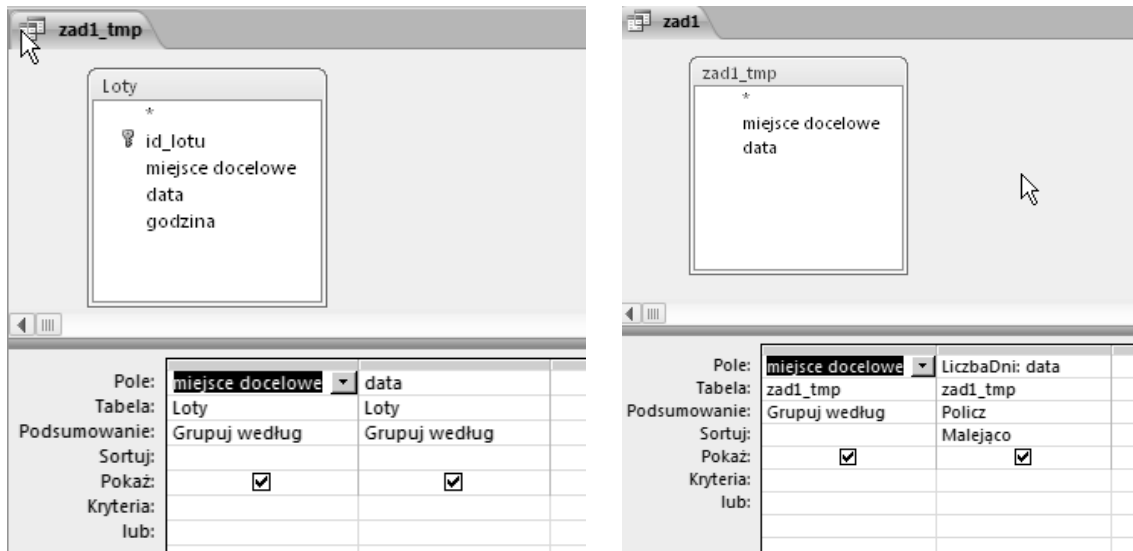 zad1_tmp
Loty
*
id_lotu
miejsce docelowe
data
godzina
Pole: miejsce docelowe data
Tabela: Loty Loty
Podsumowanie: Grupuj według Grupuj według
Sortuj:
Pokaż:
Kryteria:
lub:
zad1
zad1_tmp
*
miejsce docelowe
data
Pole: miejsce docelowe LiczbaDni: data
Tabela: zad1_tmp zad1_tmp
Podsumowanie: Grupuj według Policz
Sortuj: Malejąco
Pokaż:
Kryteria:
lub: